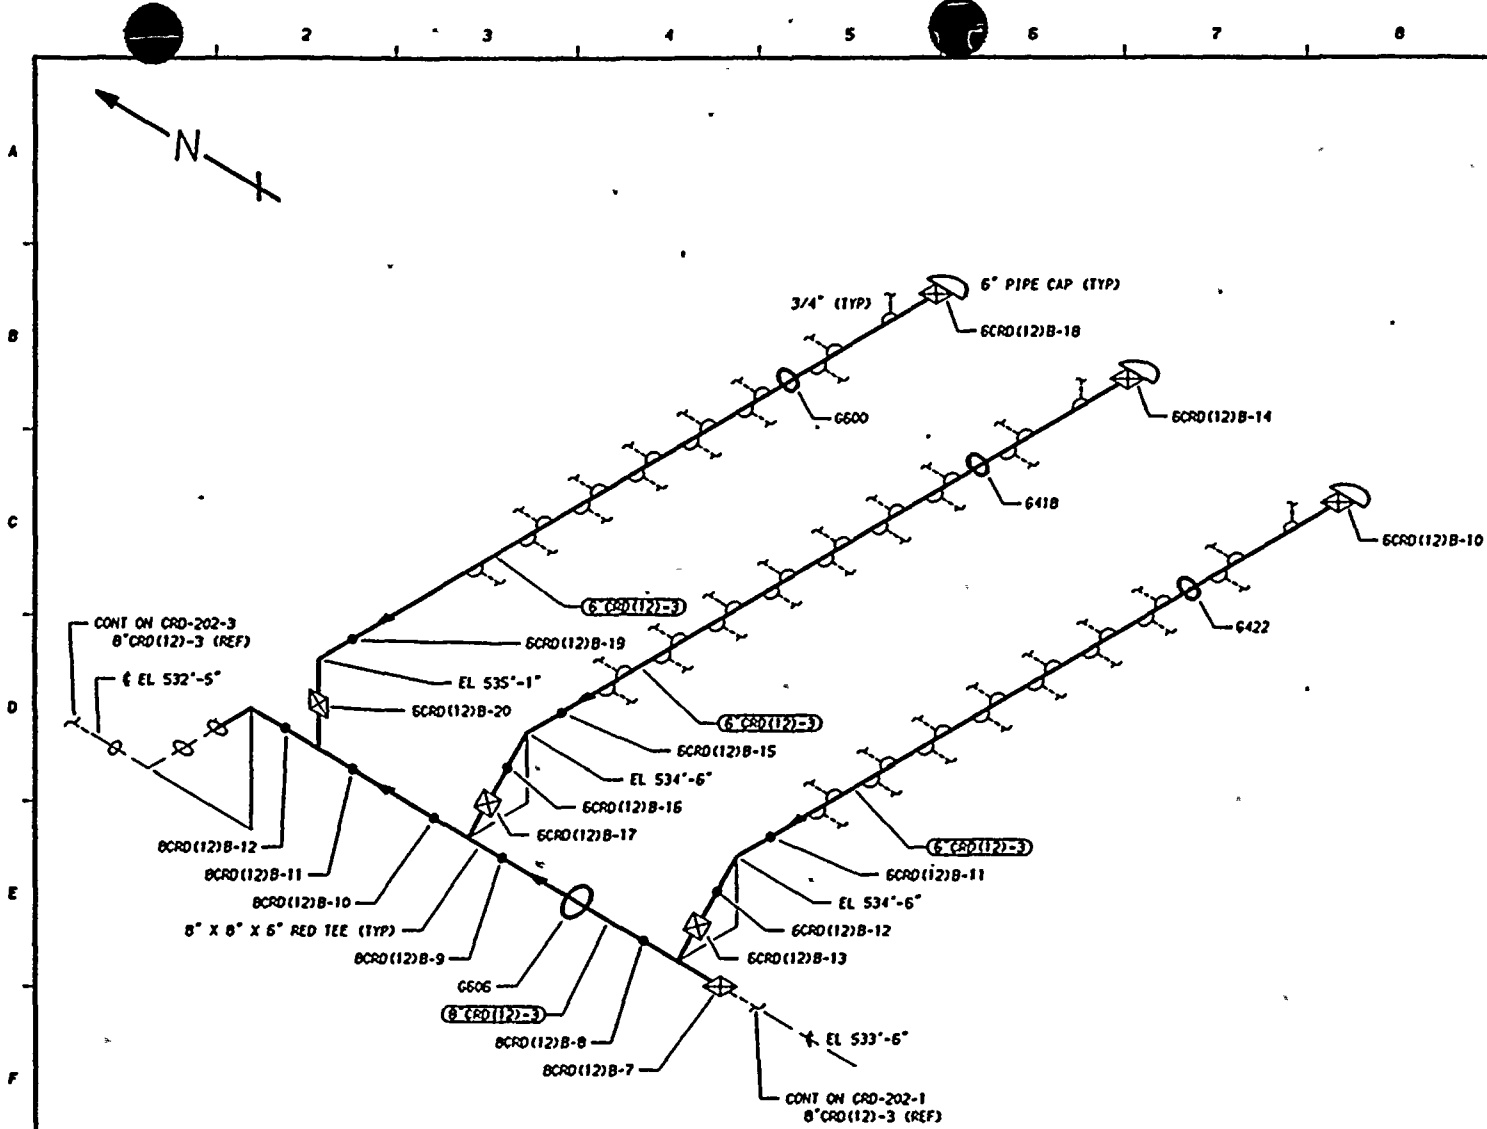 2 3 4 5 6 7 8
A
N
B
3/4" (TYP)
6" PIPE CAP (TYP)
6CRD(12)B-18
G600
6CRD(12)B-14
G418
C
6CRD(12)B-10
6"CRD(12)-3
G422
CONT ON CRD-202-3
8"CRD(12)-3 (REF)
6CRD(12)B-19
℄ EL 532'-5"
EL 535'-1"
D
6CRD(12)B-20
6"CRD(12)-3
6CRD(12)B-15
EL 534'-6"
6CRD(12)B-16
6CRD(12)B-17
8CRD(12)B-12
6"CRD(12)-3
8CRD(12)B-11
6CRD(12)B-11
E
8CRD(12)B-10
EL 534'-6"
8" X 8" X 6" RED TEE (TYP)
6CRD(12)B-12
8CRD(12)B-9
6CRD(12)B-13
G606
8"CRD(12)-3
8CRD(12)B-8
℄ EL 533'-6"
8CRD(12)B-7
F
CONT ON CRD-202-1
8"CRD(12)-3 (REF)